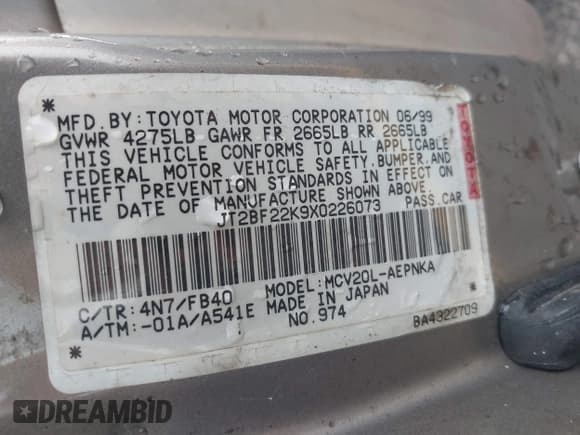 *
MFD. BY: TOYOTA MOTOR CORPORATION 06/99
GVWR 4275LB GAWR FR 2665LB RR 2665LB
THIS VEHICLE CONFORMS TO ALL APPLICABLE
FEDERAL MOTOR VEHICLE SAFETY, BUMPER, AND
THEFT PREVENTION STANDARDS IN EFFECT ON
THE DATE OF MANUFACTURE SHOWN ABOVE.
JT2BF22K9X0226073 PASS. CAR
TOYOTA
C/TR: 4N7/FB40 MODEL: MCV20L-AEPNKA
A/TM: -01A/A541E MADE IN JAPAN
NO. 974 BA4322709
* *
DREAMBID